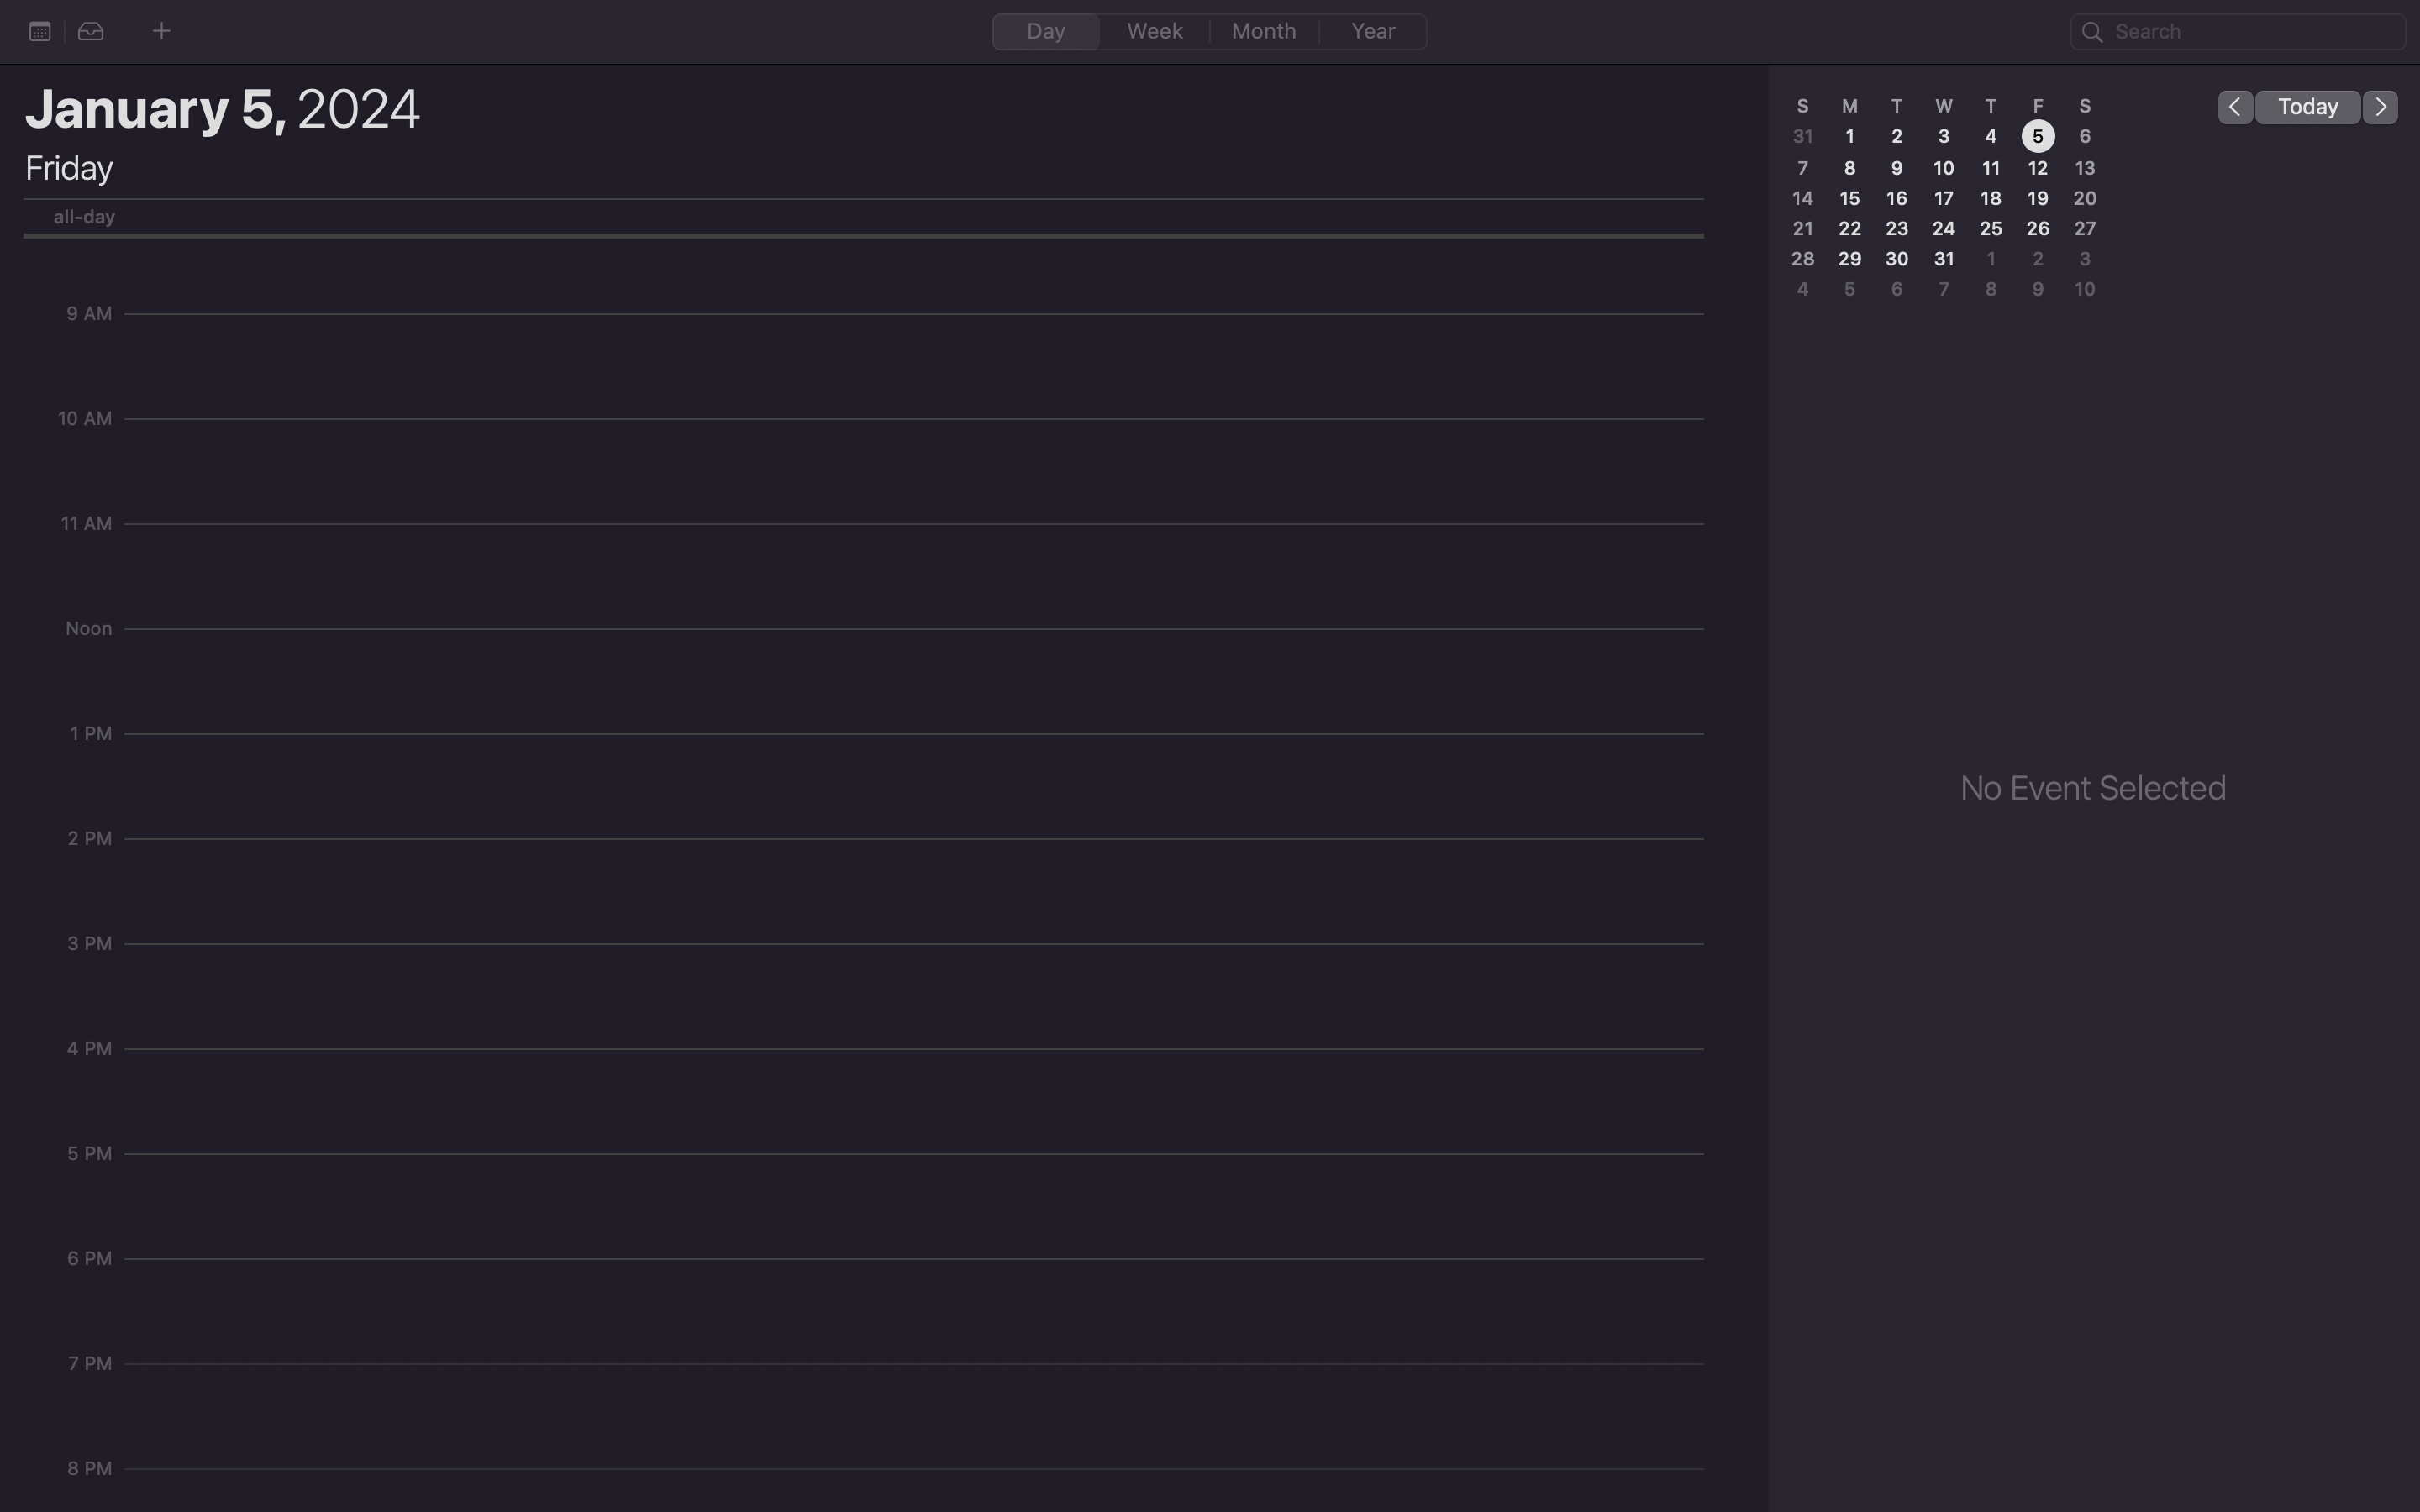 Day Week Month Year
Search
January 5, 2024
Friday
all-day
9 AM
10 AM
11 AM
Noon
1 PM
2 PM
3 PM
4 PM
5 PM
6 PM
7 PM
8 PM
S M T W T F S
31 1 2 3 4 5 6
7 8 9 10 11 12 13
14 15 16 17 18 19 20
21 22 23 24 25 26 27
28 29 30 31 1 2 3
4 5 6 7 8 9 10
Today
No Event Selected